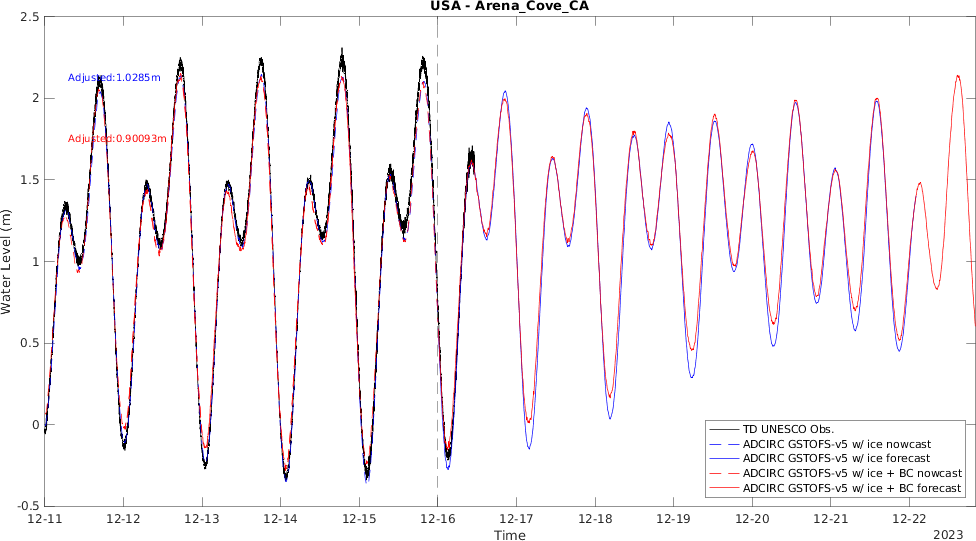 USA - Arena_Cove_CA
2.5
2
1.5
1
0.5
0
-0.5
Water Level (m)
Adjusted:1.0285m
Adjusted:0.90093m
TD UNESCO Obs.
ADCIRC GSTOFS-v5 w/ ice nowcast
ADCIRC GSTOFS-v5 w/ ice forecast
ADCIRC GSTOFS-v5 w/ ice + BC nowcast
ADCIRC GSTOFS-v5 w/ ice + BC forecast
12-11 12-12 12-13 12-14 12-15 12-16 12-17 12-18 12-19 12-20 12-21 12-22
Time
2023